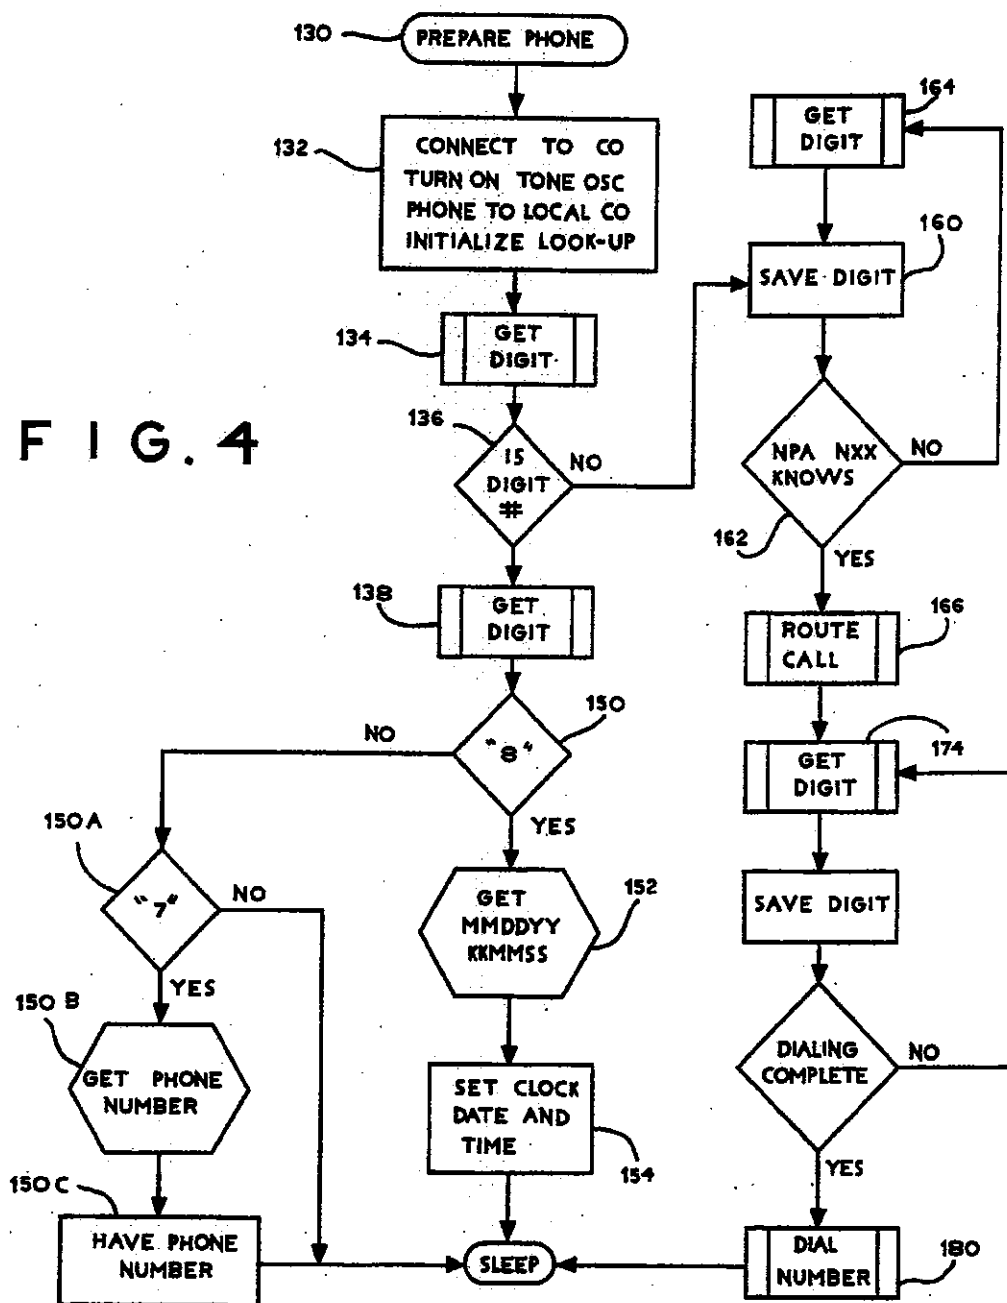 130
PREPARE PHONE
132
CONNECT TO CO
TURN ON TONE OSC
PHONE TO LOCAL CO
INITIALIZE LOOK-UP
134
GET
DIGIT
136
IS
DIGIT
#
NO
138
GET
DIGIT
150
"8"
NO
YES
150A
"7"
NO
YES
150B
GET PHONE
NUMBER
150C
HAVE PHONE
NUMBER
152
GET
MMDDYY
KKMMSS
SET CLOCK
DATE AND
TIME
154
SLEEP
164
GET
DIGIT
160
SAVE DIGIT
NPA NXX
KNOWS
NO
162
YES
166
ROUTE
CALL
174
GET
DIGIT
SAVE DIGIT
DIALING
COMPLETE
NO
YES
DIAL
NUMBER
180
FIG. 4